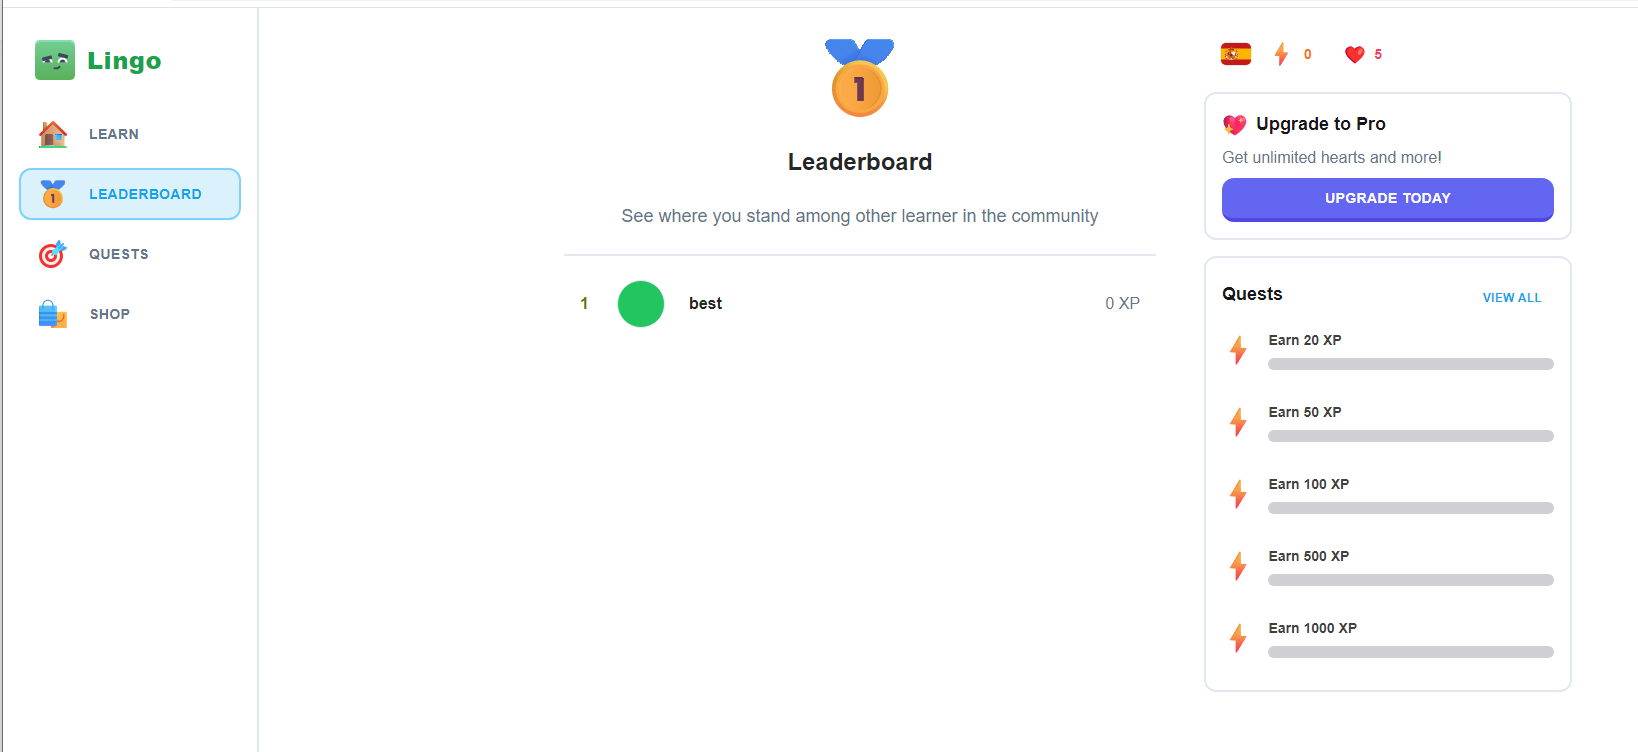 Lingo
LEARN
LEADERBOARD
QUESTS
SHOP
1
Leaderboard
See where you stand among other learner in the community
1 best 0 XP
0 5
Upgrade to Pro
Get unlimited hearts and more!
UPGRADE TODAY
Quests VIEW ALL
Earn 20 XP
Earn 50 XP
Earn 100 XP
Earn 500 XP
Earn 1000 XP